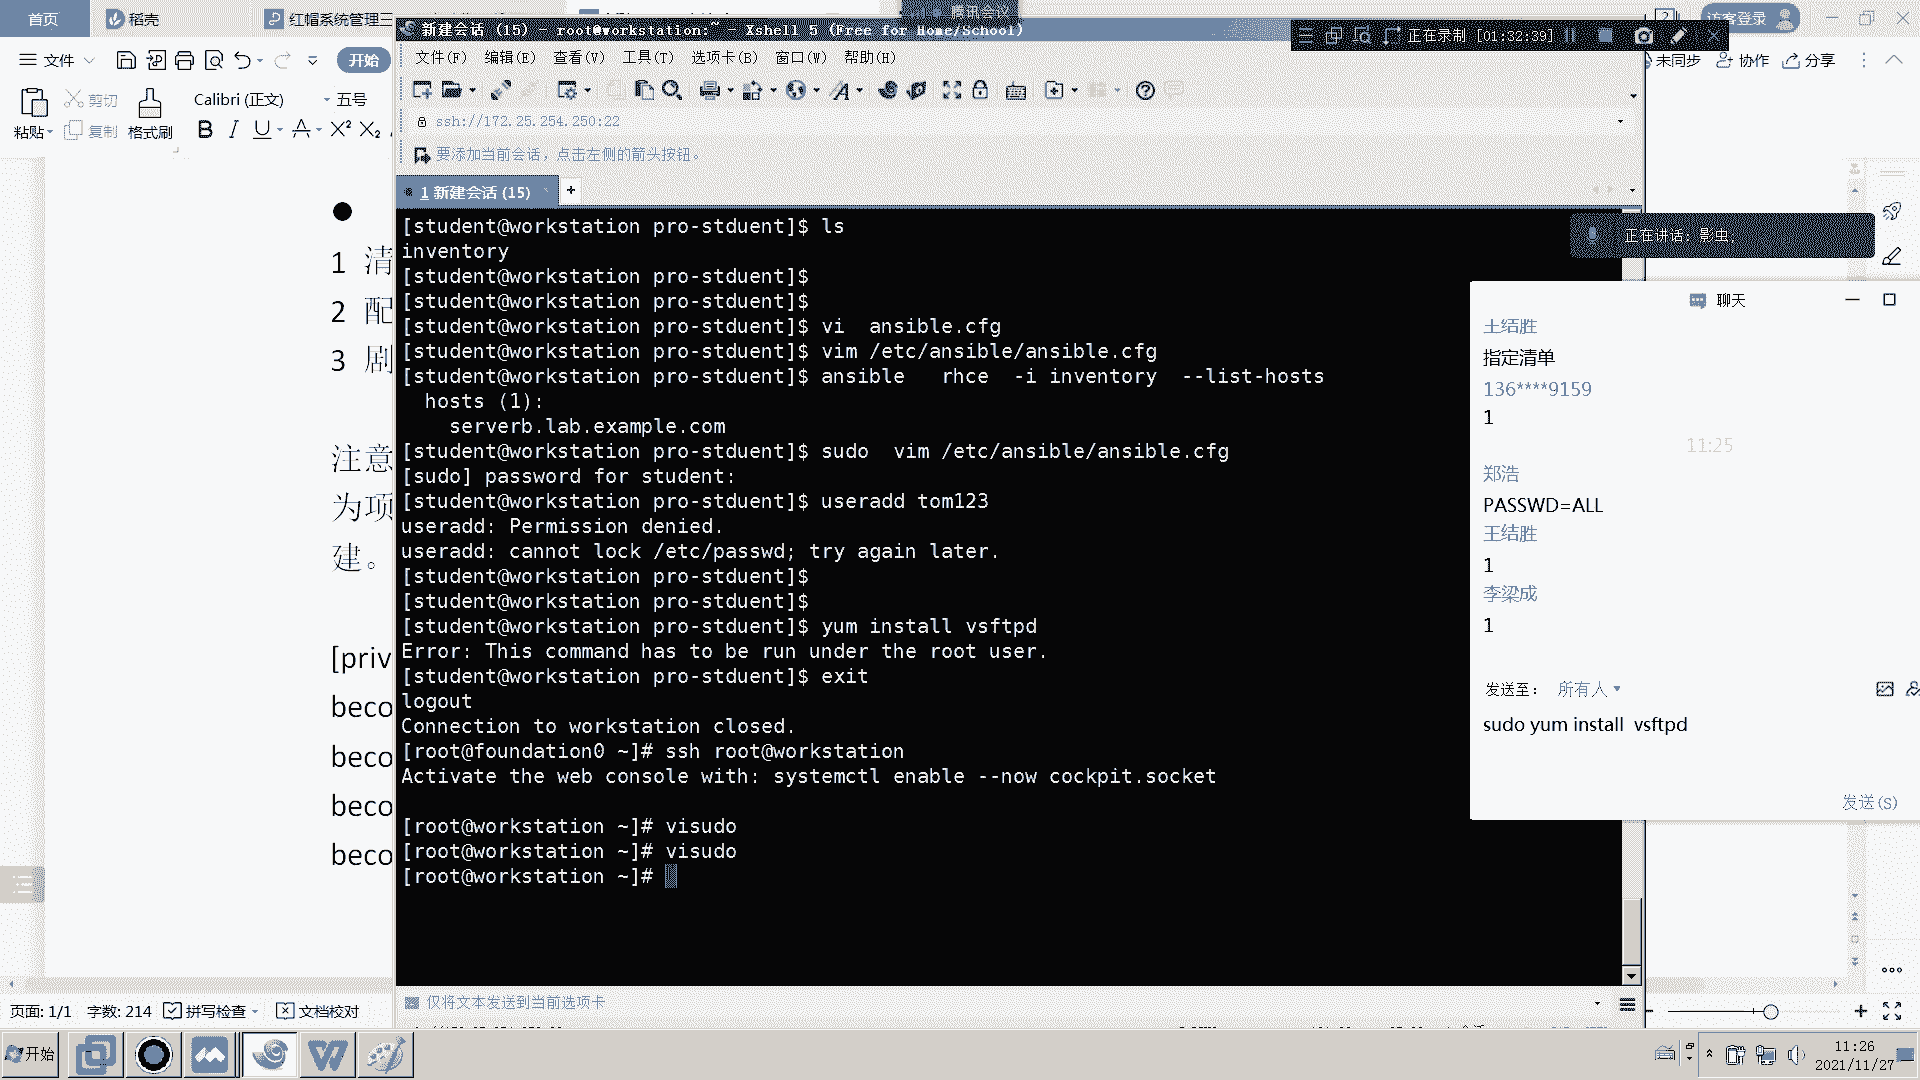 首页
稻壳
红帽系统管理三
腾讯会议
访客登录
新建会话 (15) - root@workstation:~ - Xshell 5 (Free for Home/School)
正在录制 [01:32:39]
文件
开始
文件(F) 编辑(E) 查看(V) 工具(T) 选项卡(B) 窗口(W) 帮助(H)
未同步
协作
分享
粘贴
剪切
复制
格式刷
Calibri (正文)
五号
ssh://172.25.254.250:22
要添加当前会话，点击左侧的箭头按钮。
1 新建会话 (15)
1 清
2 配
3 剧
注意
为项
建。
[priv
beco
beco
beco
beco
[student@workstation pro-stduent]$ ls
inventory
[student@workstation pro-stduent]$
[student@workstation pro-stduent]$
[student@workstation pro-stduent]$ vi  ansible.cfg
[student@workstation pro-stduent]$ vim /etc/ansible/ansible.cfg
[student@workstation pro-stduent]$ ansible   rhce  -i inventory  --list-hosts
  hosts (1):
    serverb.lab.example.com
[student@workstation pro-stduent]$ sudo  vim /etc/ansible/ansible.cfg
[sudo] password for student:
[student@workstation pro-stduent]$ useradd tom123
useradd: Permission denied.
useradd: cannot lock /etc/passwd; try again later.
[student@workstation pro-stduent]$
[student@workstation pro-stduent]$
[student@workstation pro-stduent]$ yum install vsftpd
Error: This command has to be run under the root user.
[student@workstation pro-stduent]$ exit
logout
Connection to workstation closed.
[root@foundation0 ~]# ssh root@workstation
Activate the web console with: systemctl enable --now cockpit.socket
[root@workstation ~]# visudo
[root@workstation ~]# visudo
[root@workstation ~]#
正在讲话: 影虫;
聊天
王结胜
指定清单
136****9159
1
11:25
郑浩
PASSWD=ALL
王结胜
1
李梁成
1
发送至： 所有人
sudo yum install  vsftpd
发送(S)
仅将文本发送到当前选项卡
页面: 1/1 字数: 214 拼写检查 文档校对
开始
11:26
2021/11/27